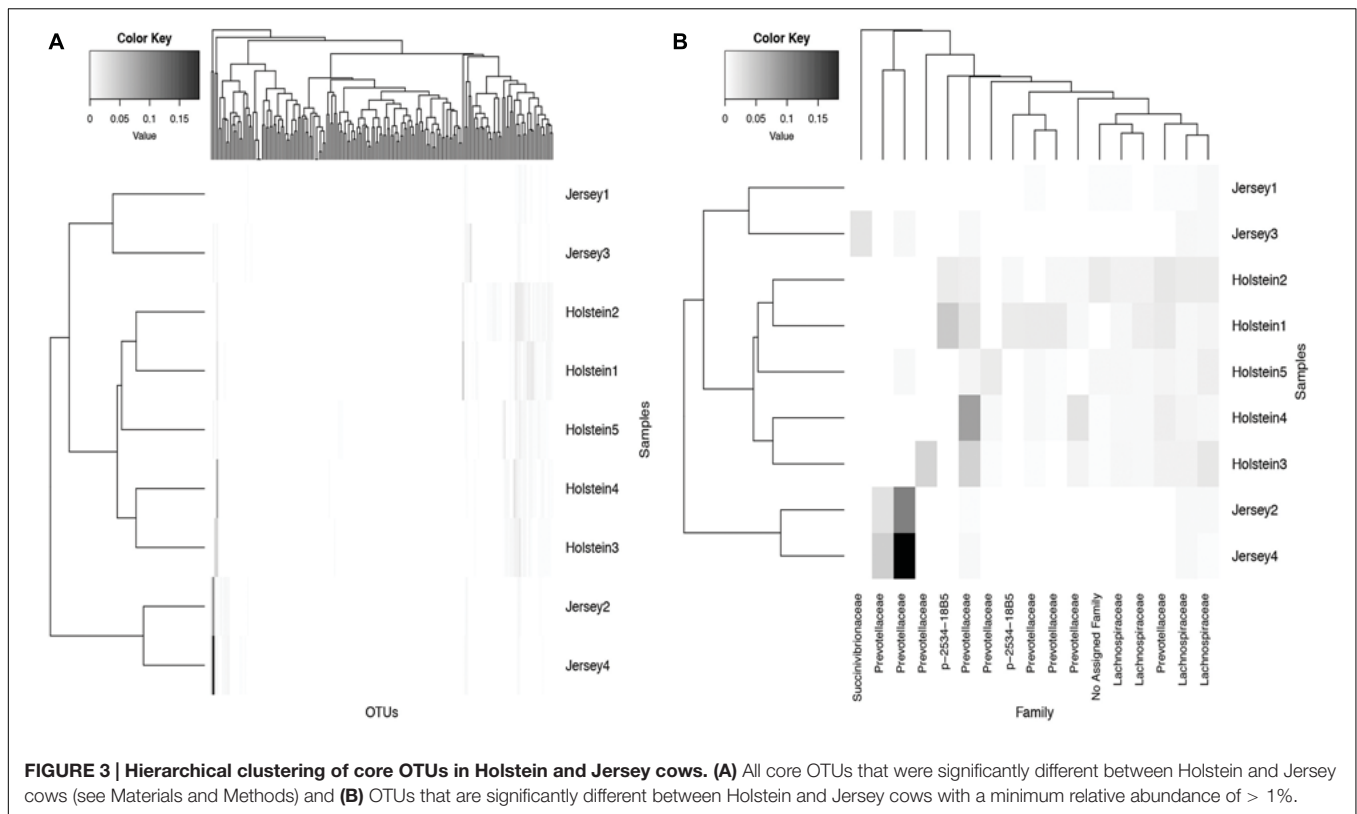 A
Color Key
0 0.05 0.1 0.15
Value
Jersey1
Jersey3
Holstein2
Holstein1
Holstein5
Holstein4
Holstein3
Jersey2
Jersey4
Samples
OTUs
B
Color Key
0 0.05 0.1 0.15
Value
Jersey1
Jersey3
Holstein2
Holstein1
Holstein5
Holstein4
Holstein3
Jersey2
Jersey4
Samples
Succinivibrionaceae
Prevotellaceae
Prevotellaceae
Prevotellaceae
p-2534-18B5
Prevotellaceae
Prevotellaceae
p-2534-18B5
Prevotellaceae
Prevotellaceae
Prevotellaceae
No Assigned Family
Lachnospiraceae
Lachnospiraceae
Prevotellaceae
Lachnospiraceae
Lachnospiraceae
Family
FIGURE 3 | Hierarchical clustering of core OTUs in Holstein and Jersey cows. (A) All core OTUs that were significantly different between Holstein and Jersey
cows (see Materials and Methods) and (B) OTUs that are significantly different between Holstein and Jersey cows with a minimum relative abundance of > 1%.